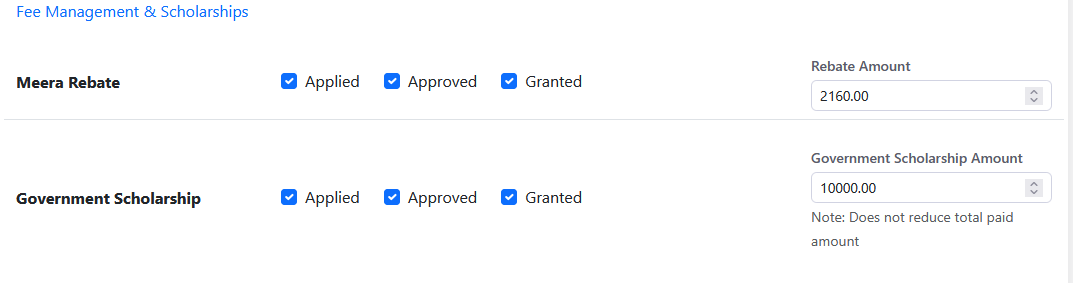 Fee Management & Scholarships
Rebate Amount
Meera Rebate Applied Approved Granted
2160.00
Government Scholarship Amount
Government Scholarship Applied Approved Granted
10000.00
Note: Does not reduce total paid
amount